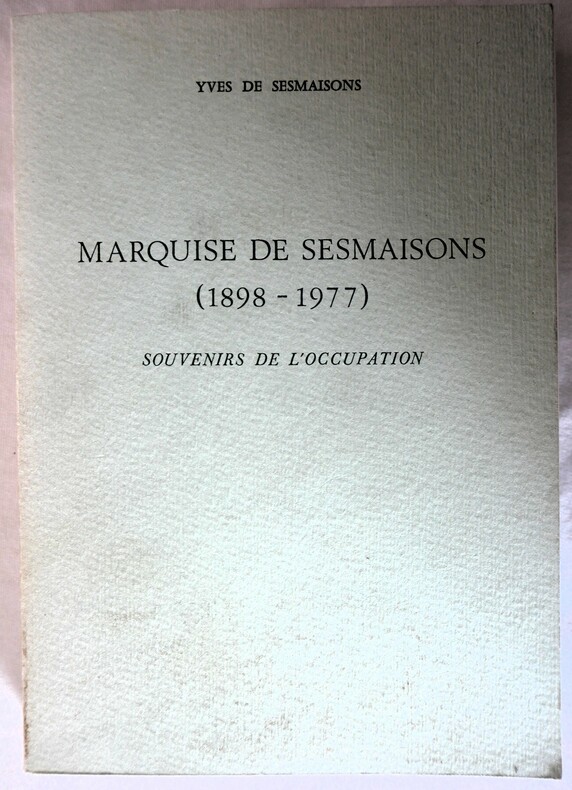 YVES DE SESMAISONS
MARQUISE DE SESMAISONS
(1898 - 1977)
SOUVENIRS DE L'OCCUPATION